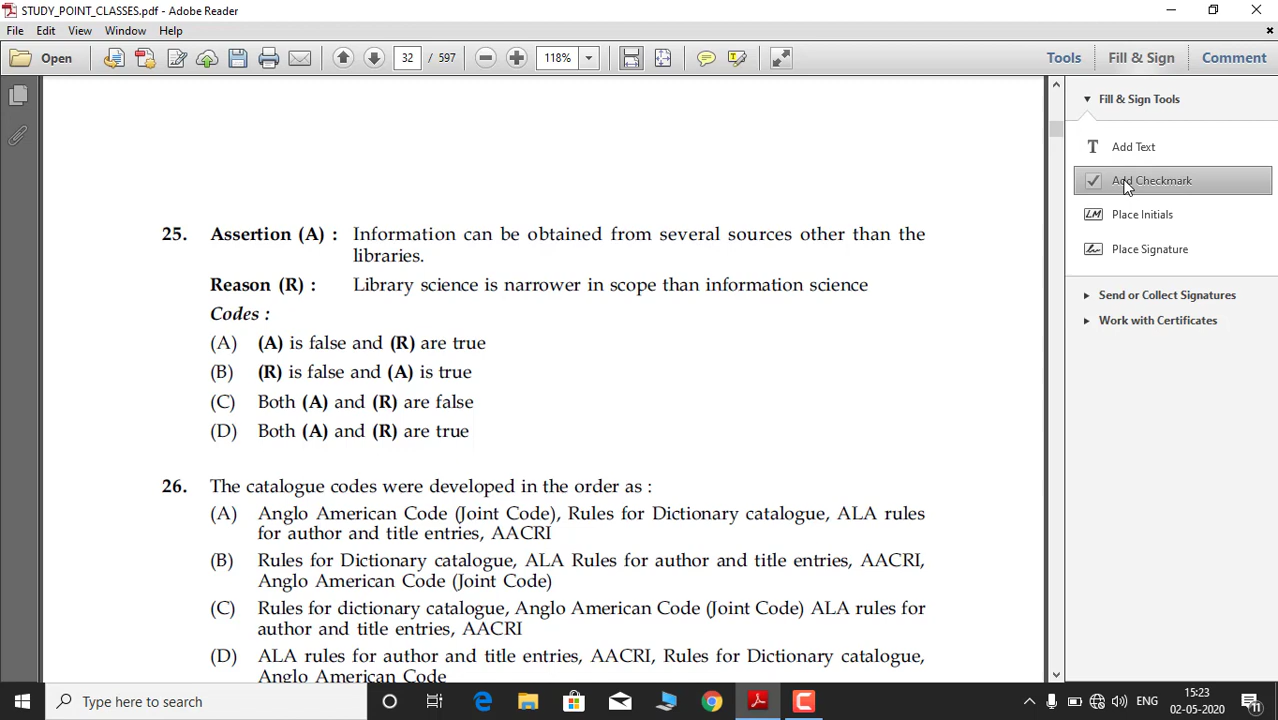 STUDY_POINT_CLASSES.pdf - Adobe Reader
File Edit View Window Help
Open 32 / 597 118% Tools Fill & Sign Comment
Fill & Sign Tools
Add Text
Add Checkmark
LM Place Initials
Place Signature
Send or Collect Signatures
Work with Certificates
25. Assertion (A) : Information can be obtained from several sources other than the
libraries.
Reason (R) : Library science is narrower in scope than information science
Codes :
(A) (A) is false and (R) are true
(B) (R) is false and (A) is true
(C) Both (A) and (R) are false
(D) Both (A) and (R) are true
26. The catalogue codes were developed in the order as :
(A) Anglo American Code (Joint Code), Rules for Dictionary catalogue, ALA rules
for author and title entries, AACRI
(B) Rules for Dictionary catalogue, ALA Rules for author and title entries, AACRI,
Anglo American Code (Joint Code)
(C) Rules for dictionary catalogue, Anglo American Code (Joint Code) ALA rules for
author and title entries, AACRI
(D) ALA rules for author and title entries, AACRI, Rules for Dictionary catalogue,
Anglo American Code
Type here to search
ENG
15:23
02-05-2020
11